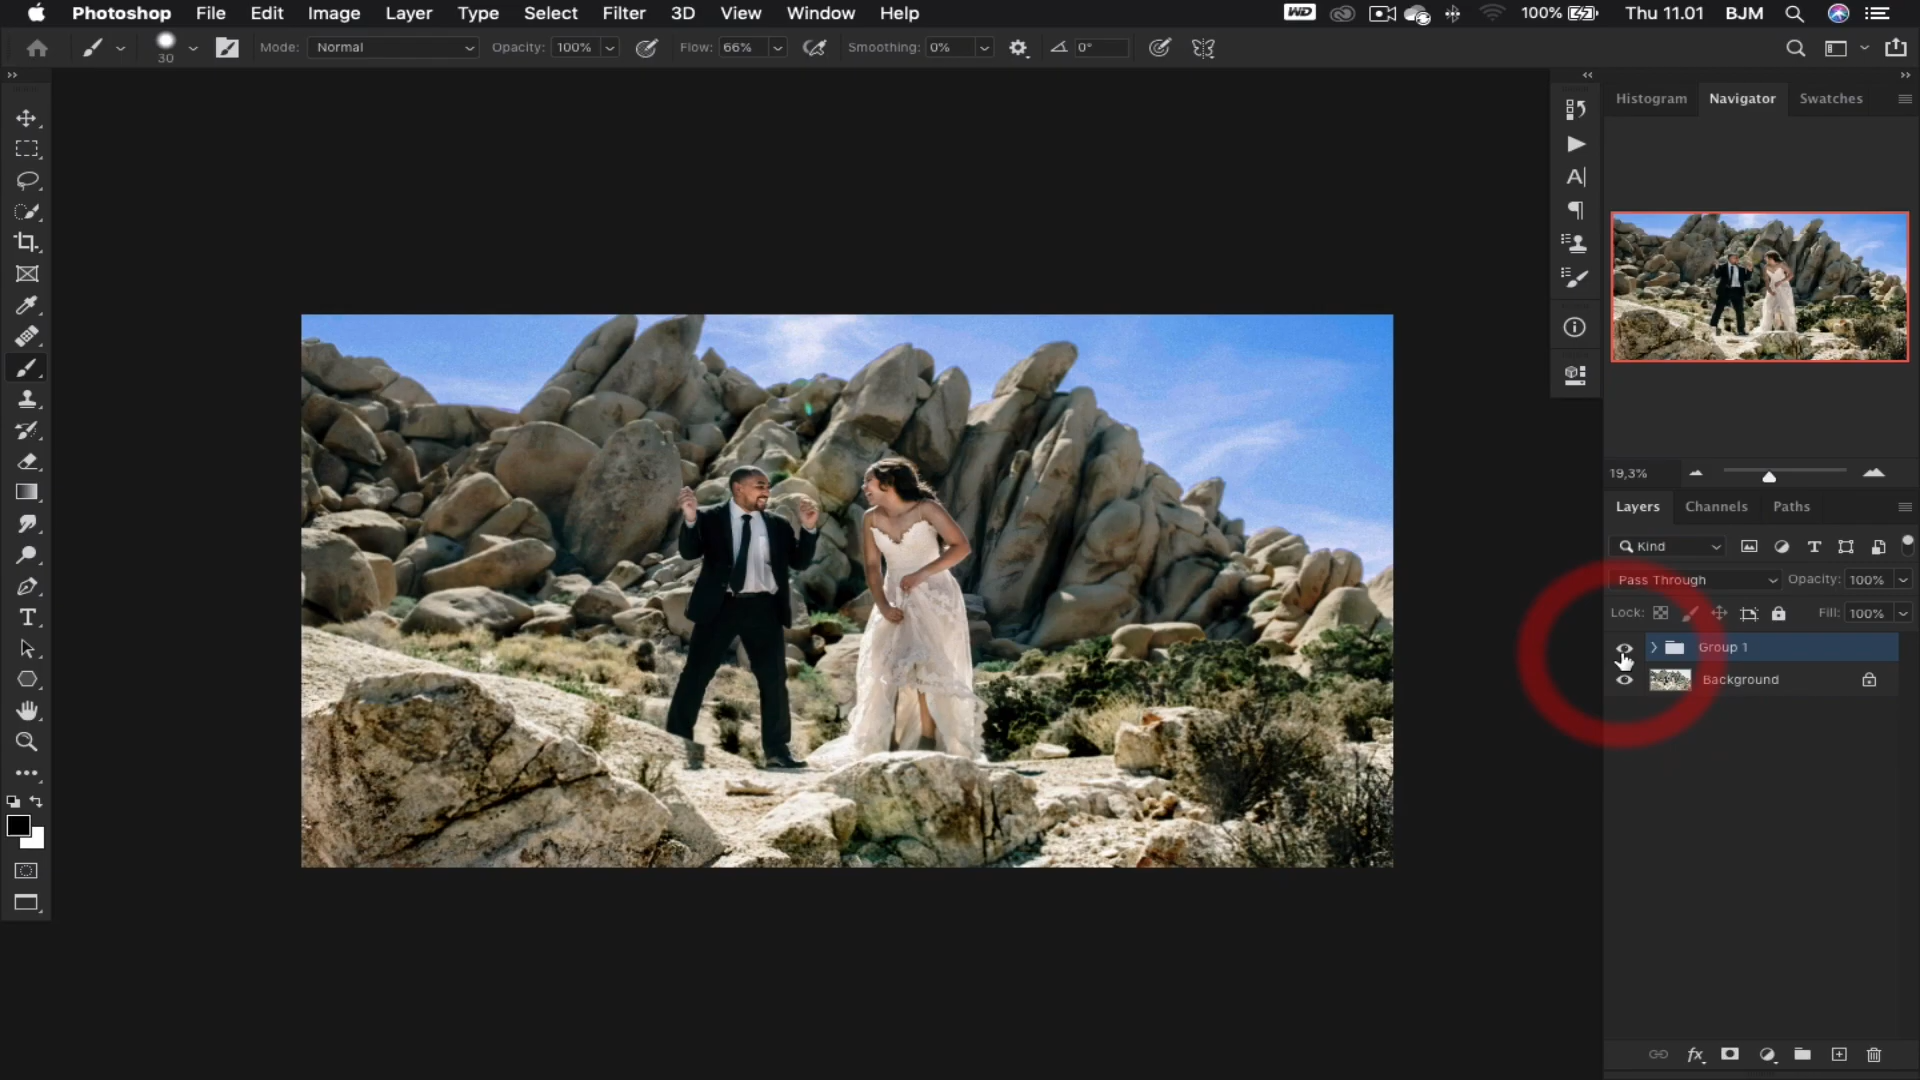 Photoshop File Edit Image Layer Type Select Filter 3D View Window Help WD 100% Thu 11.01 BJM
30 Mode: Normal Opacity: 100% Flow: 66% Smoothing: 0% 0°
Histogram Navigator Swatches
19,3%
Layers Channels Paths
Kind
Pass Through Opacity: 100%
Lock: Fill: 100%
Group 1
Background
fx